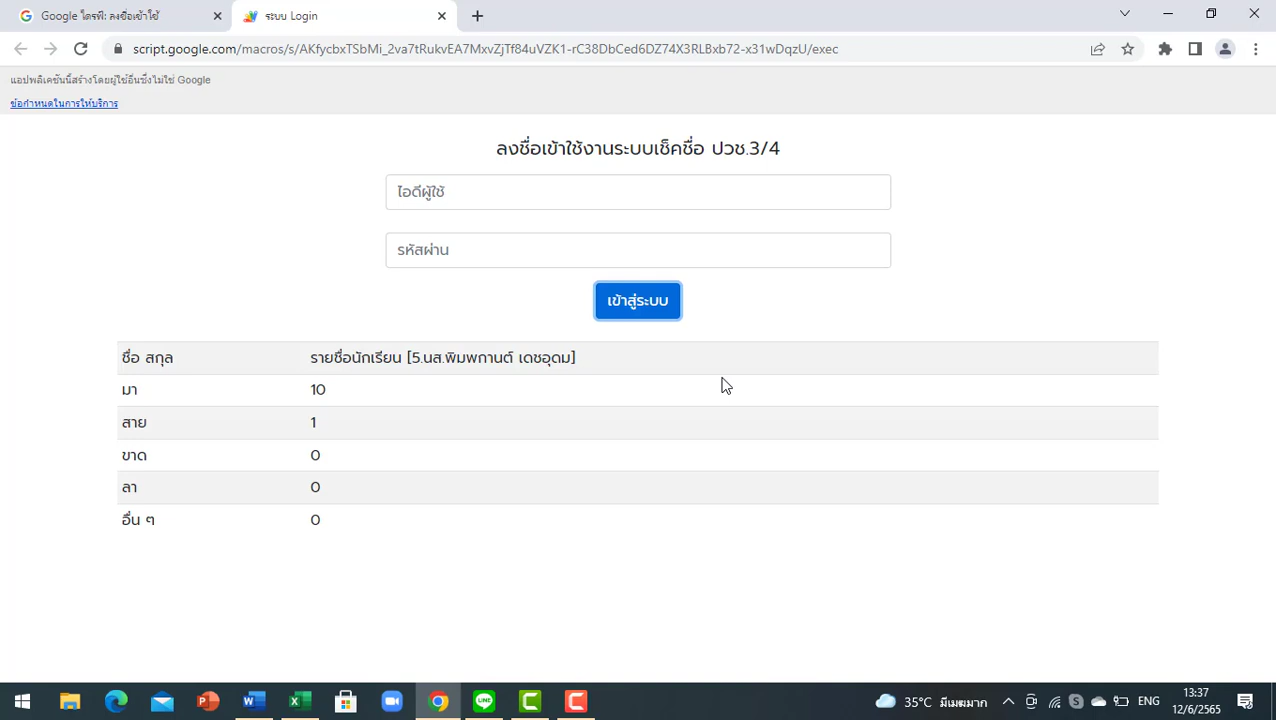 Google ไดรฟ์: ลงชื่อเข้าใช้
ระบบ Login
script.google.com/macros/s/AKfycbxTSbMi_2va7tRukvEA7MxvZjTf84uVZK1-rC38DbCed6DZ74X3RLBxb72-x31wDqzU/exec
แอปพลิเคชันนี้สร้างโดยผู้ใช้อื่นซึ่งไม่ใช่ Google
ข้อกำหนดในการให้บริการ
ลงชื่อเข้าใช้งานระบบเช็คชื่อ ปวช.3/4
ไอดีผู้ใช้
รหัสผ่าน
เข้าสู่ระบบ
ชื่อ สกุล รายชื่อนักเรียน [5.นส.พิมพกานต์ เดชอุดม]
มา 10
สาย 1
ขาด 0
ลา 0
อื่น ๆ 0
35°C มีเมฆมาก
ENG
13:37
12/6/2565